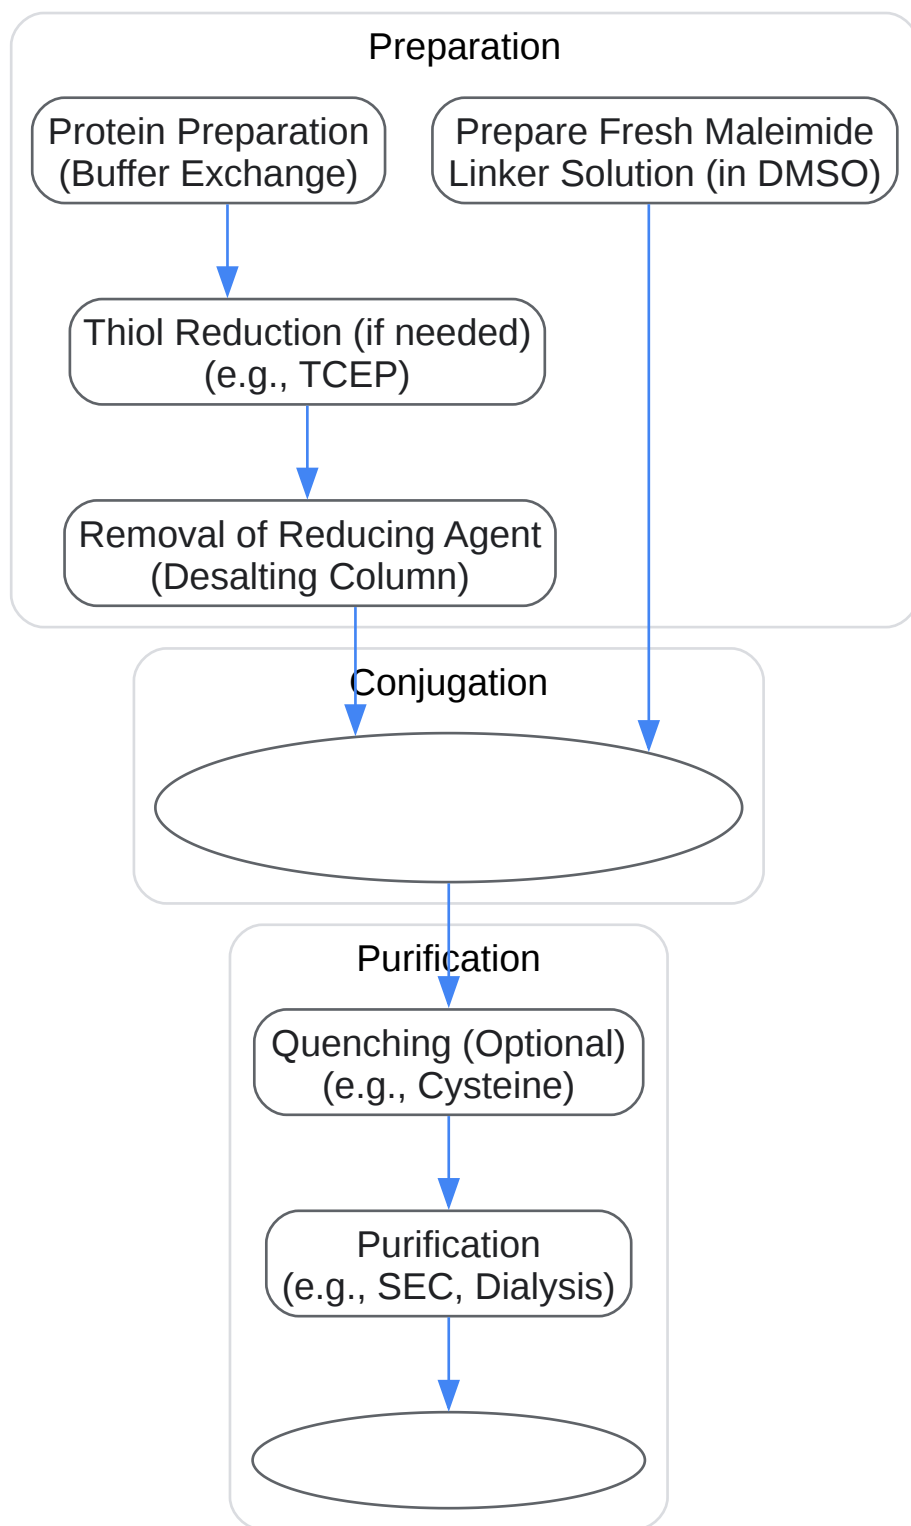 Preparation
Protein Preparation
(Buffer Exchange)
Prepare Fresh Maleimide
Linker Solution (in DMSO)
Thiol Reduction (if needed)
(e.g., TCEP)
Removal of Reducing Agent
(Desalting Column)
Conjugation
Purification
Quenching (Optional)
(e.g., Cysteine)
Purification
(e.g., SEC, Dialysis)